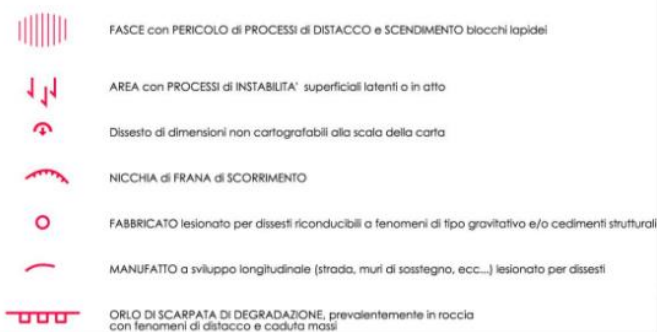 FASCE con PERICOLO di PROCESSI di DISTACCO e SCENDIMENTO blocchi lapidei
AREA con PROCESSI di INSTABILITA' superficiali latenti o in atto
Dissesto di dimensioni non cartografabili alla scala della carta
NICCHIA di FRANA di SCORRIMENTO
FABBRICATO lesionato per dissesti riconducibili a fenomeni di tipo gravitativo e/o cedimenti strutturali
MANUFATTO a sviluppo longitudinale (strada, muri di sosstegno, ecc...) lesionato per dissesti
ORLO DI SCARPATA DI DEGRADAZIONE, prevalentemente in roccia
con fenomeni di distacco e caduta massi